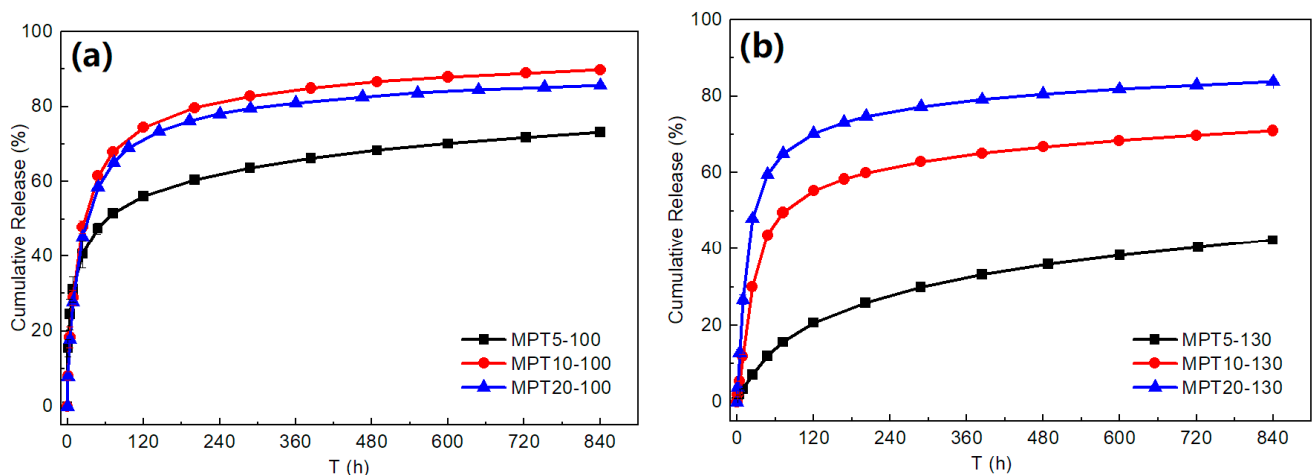 (a)
Cumulative Release (%)
100
80
60
40
20
0
MPT5-100
MPT10-100
MPT20-100
0 120 240 360 480 600 720 840
T (h)
(b)
Cumulative Release (%)
100
80
60
40
20
0
MPT5-130
MPT10-130
MPT20-130
0 120 240 360 480 600 720 840
T (h)